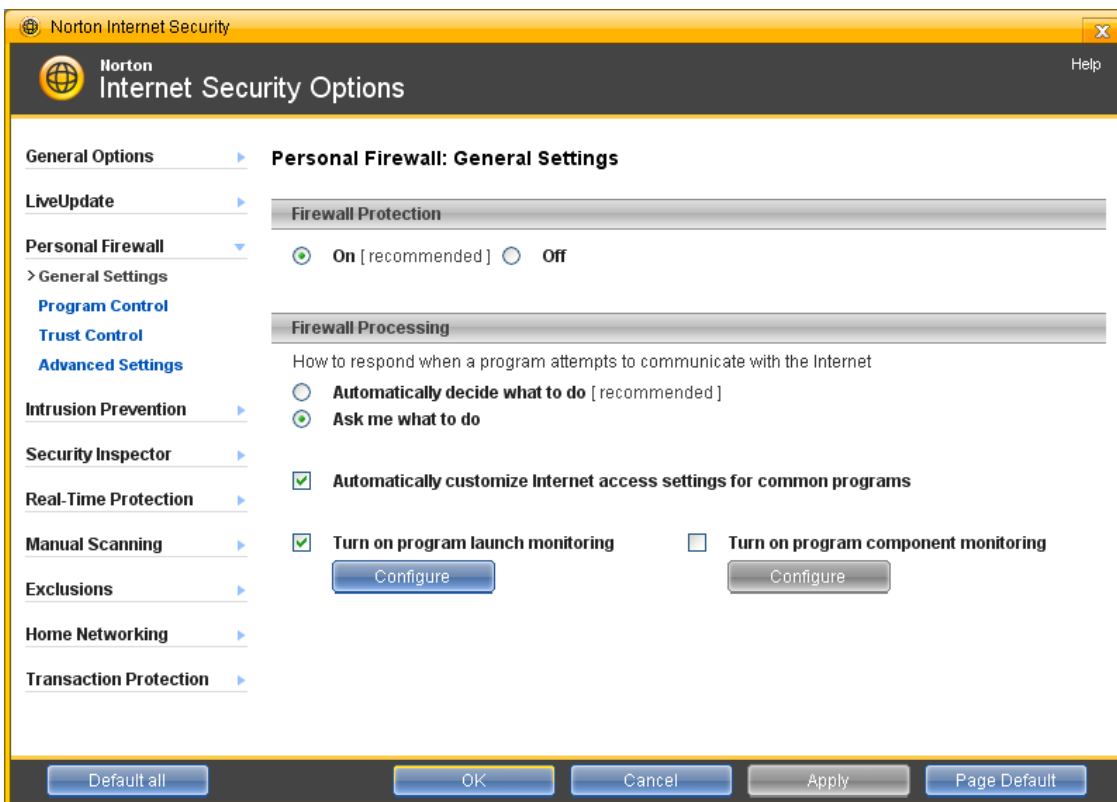 Norton Internet Security
Norton
Internet Security Options
Help
General Options
LiveUpdate
Personal Firewall
> General Settings
Program Control
Trust Control
Advanced Settings
Intrusion Prevention
Security Inspector
Real-Time Protection
Manual Scanning
Exclusions
Home Networking
Transaction Protection
Personal Firewall: General Settings
Firewall Protection
On [ recommended ] Off
Firewall Processing
How to respond when a program attempts to communicate with the Internet
Automatically decide what to do [ recommended ]
Ask me what to do
Automatically customize Internet access settings for common programs
Turn on program launch monitoring
Configure
Turn on program component monitoring
Configure
Default all
OK
Cancel
Apply
Page Default